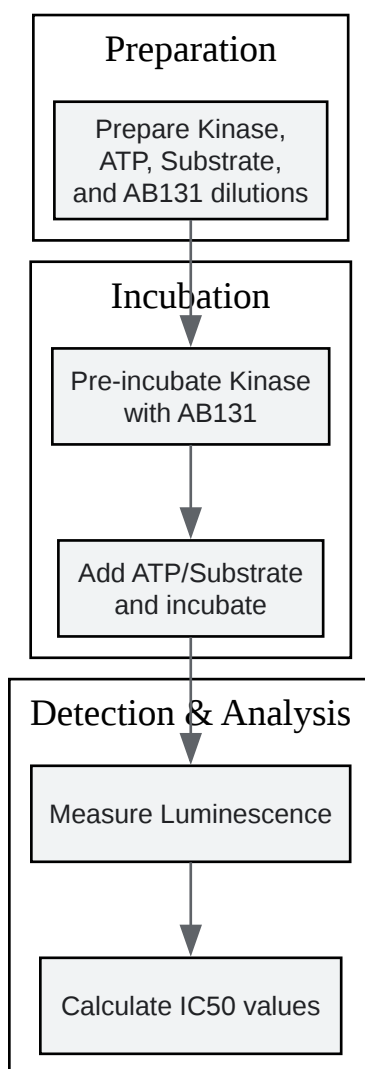 Preparation
Prepare Kinase,
ATP, Substrate,
and AB131 dilutions
Incubation
Pre-incubate Kinase
with AB131
Add ATP/Substrate
and incubate
Detection & Analysis
Measure Luminescence
Calculate IC50 values